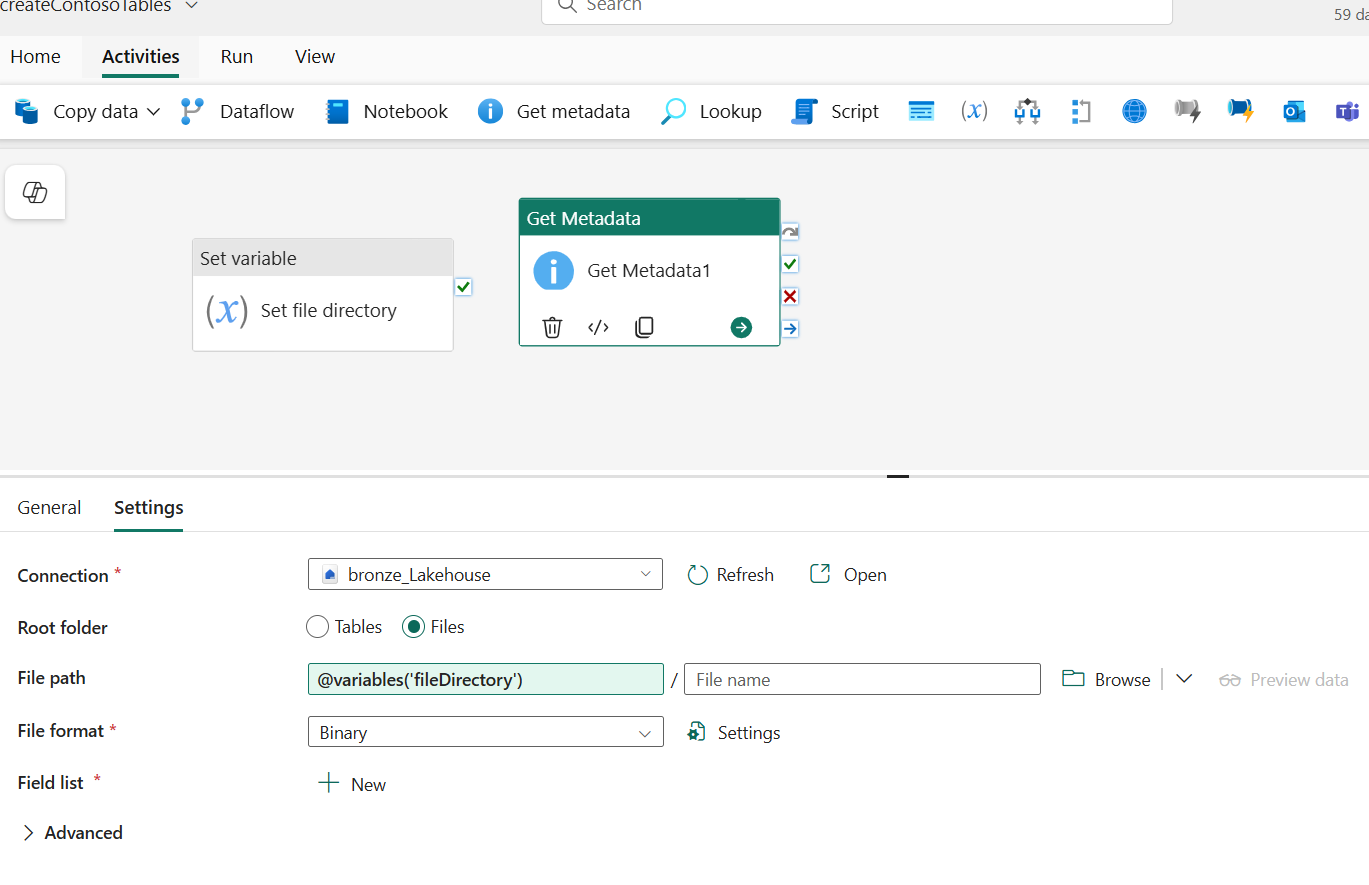 createContosoTables
Search
59 da
Home Activities Run View
Copy data Dataflow Notebook Get metadata Lookup Script (x)
Get Metadata
Set variable
Get Metadata1
(x) Set file directory
General Settings
Connection * bronze_Lakehouse Refresh Open
Root folder Tables Files
File path @variables('fileDirectory') / File name Browse Preview data
File format * Binary Settings
Field list * New
Advanced